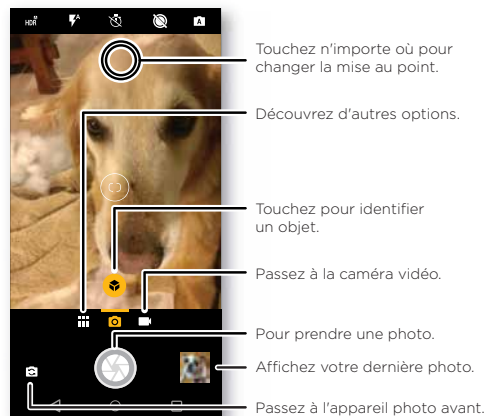 HDR M
A
A
Touchez n'importe où pour
changer la mise au point.
Découvrez d'autres options.
Touchez pour identifier
un objet.
Passez à la caméra vidéo.
Pour prendre une photo.
Affichez votre dernière photo.
Passez à l'appareil photo avant.